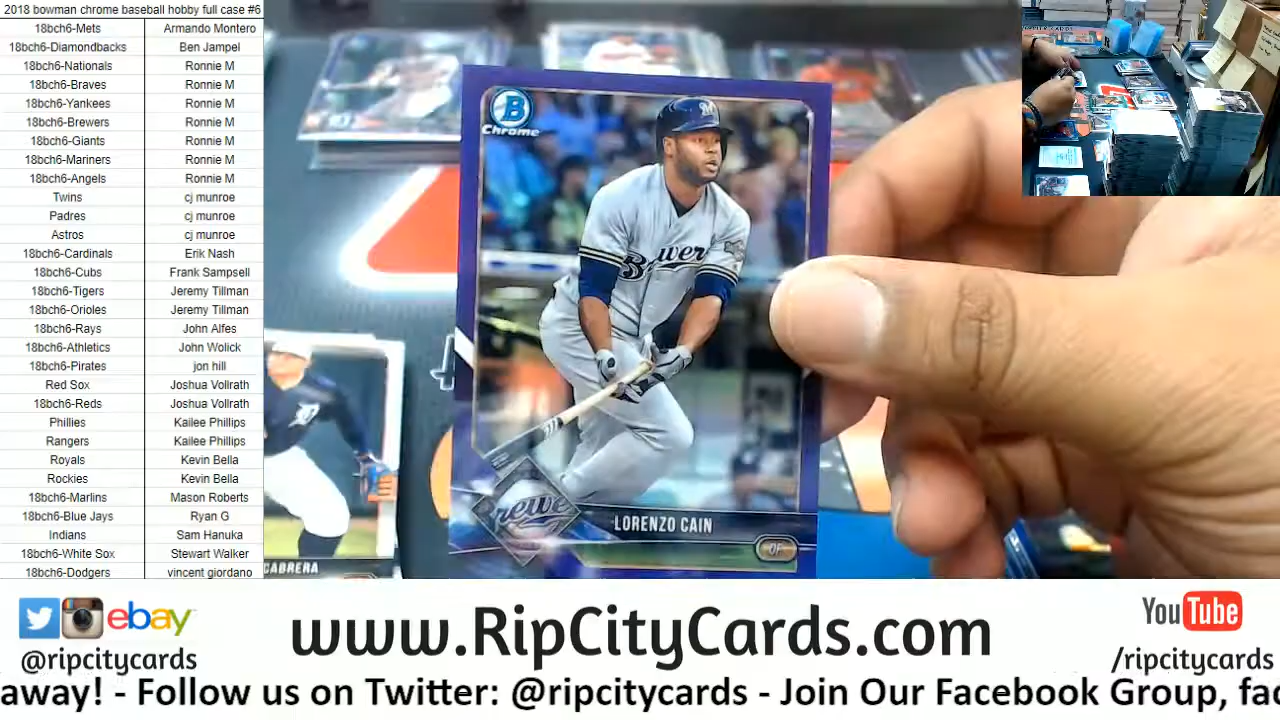 2018 bowman chrome baseball hobby full case #6
18bch6-Mets Armando Montero
18bch6-Diamondbacks Ben Jampel
18bch6-Nationals Ronnie M
18bch6-Braves Ronnie M
18bch6-Yankees Ronnie M
18bch6-Brewers Ronnie M
18bch6-Giants Ronnie M
18bch6-Mariners Ronnie M
18bch6-Angels Ronnie M
Twins cj munroe
Padres cj munroe
Astros cj munroe
18bch6-Cardinals Erik Nash
18bch6-Cubs Frank Sampsell
18bch6-Tigers Jeremy Tillman
18bch6-Orioles Jeremy Tillman
18bch6-Rays John Alfes
18bch6-Athletics John Wolick
18bch6-Pirates jon hill
Red Sox Joshua Vollrath
18bch6-Reds Joshua Vollrath
Phillies Kailee Phillips
Rangers Kailee Phillips
Royals Kevin Bella
Rockies Kevin Bella
18bch6-Marlins Mason Roberts
18bch6-Blue Jays Ryan G
Indians Sam Hanuka
18bch6-White Sox Stewart Walker
18bch6-Dodgers vincent giordano
B
Chrome
M
Brewers
Brewe
LORENZO CAIN
OF
CABRERA
ebay
@ripcitycards
www.RipCityCards.com
YouTube
/ripcitycards
away! - Follow us on Twitter: @ripcitycards - Join Our Facebook Group, fac